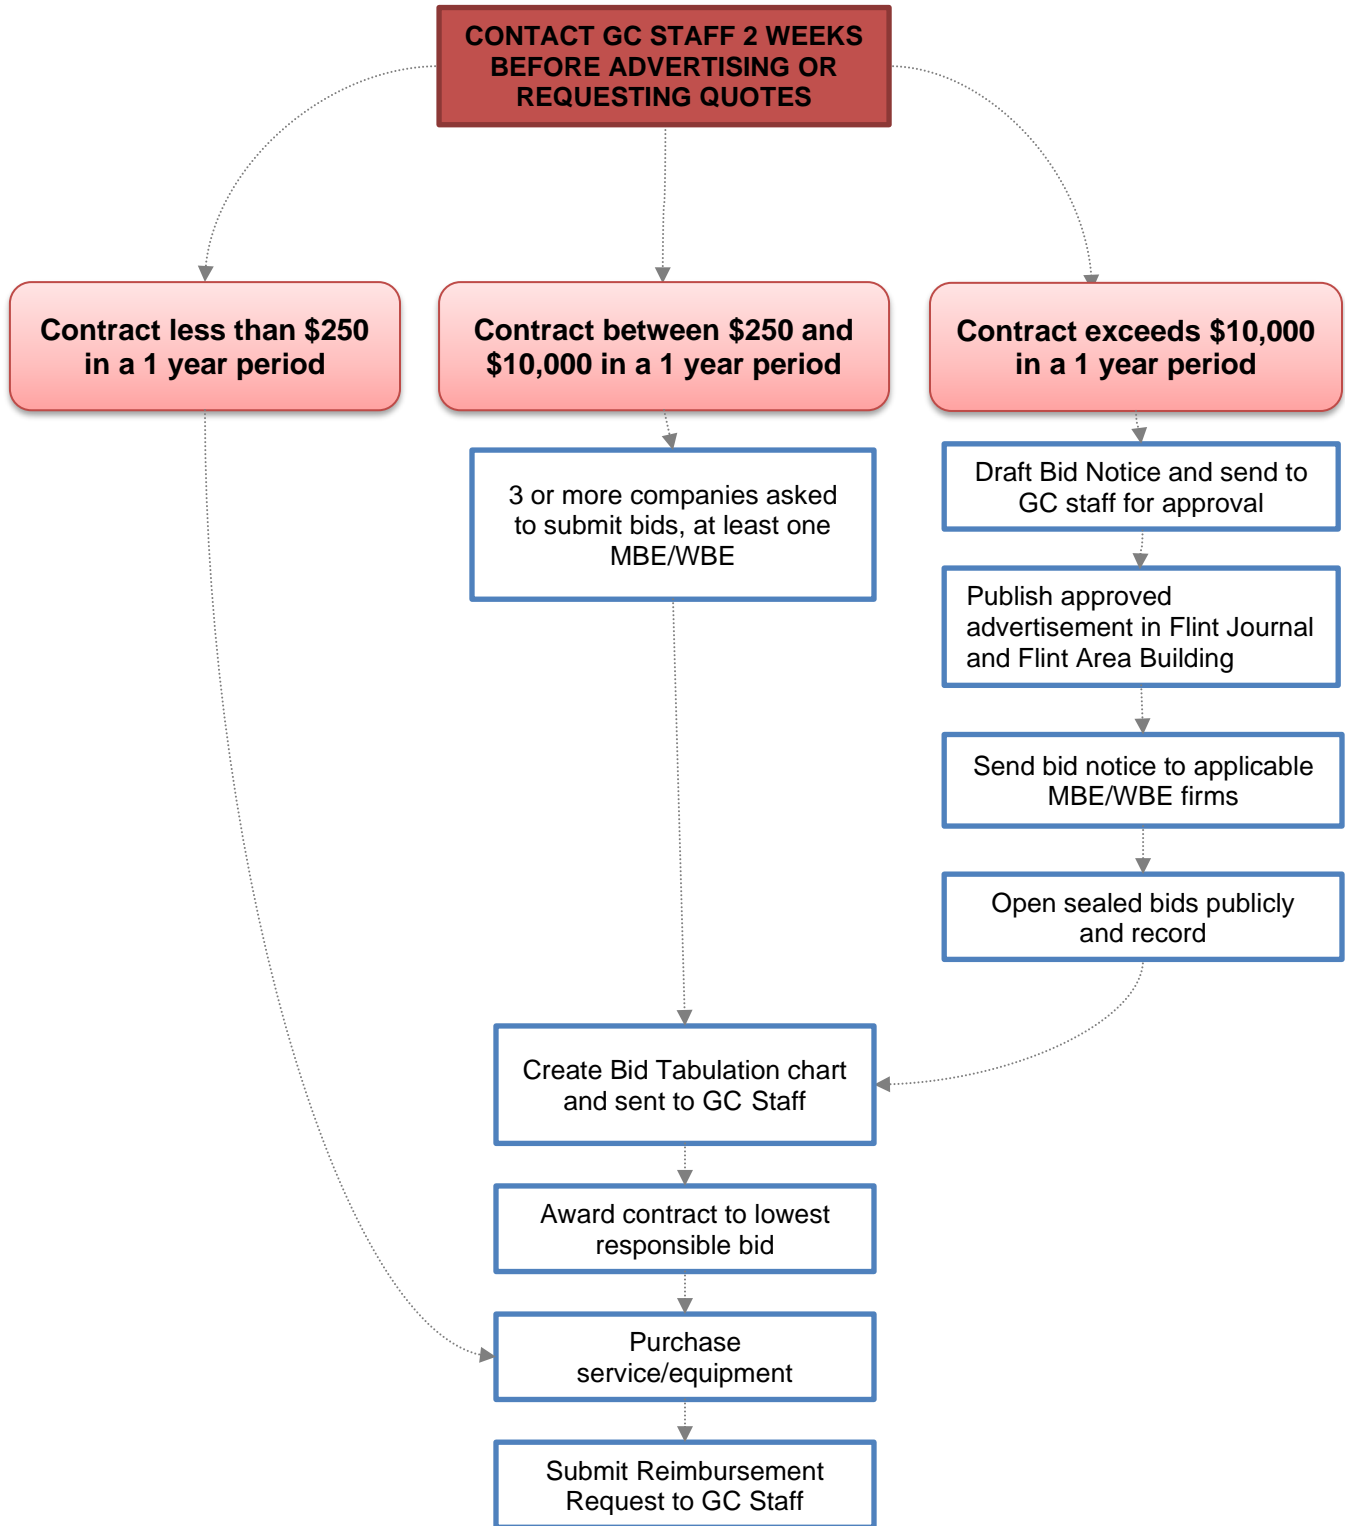 CONTACT GC STAFF 2 WEEKS
BEFORE ADVERTISING OR
REQUESTING QUOTES
Contract less than $250
in a 1 year period
Contract between $250 and
$10,000 in a 1 year period
Contract exceeds $10,000
in a 1 year period
3 or more companies asked
to submit bids, at least one
MBE/WBE
Draft Bid Notice and send to
GC staff for approval
Publish approved
advertisement in Flint Journal
and Flint Area Building
Send bid notice to applicable
MBE/WBE firms
Open sealed bids publicly
and record
Create Bid Tabulation chart
and sent to GC Staff
Award contract to lowest
responsible bid
Purchase
service/equipment
Submit Reimbursement
Request to GC Staff